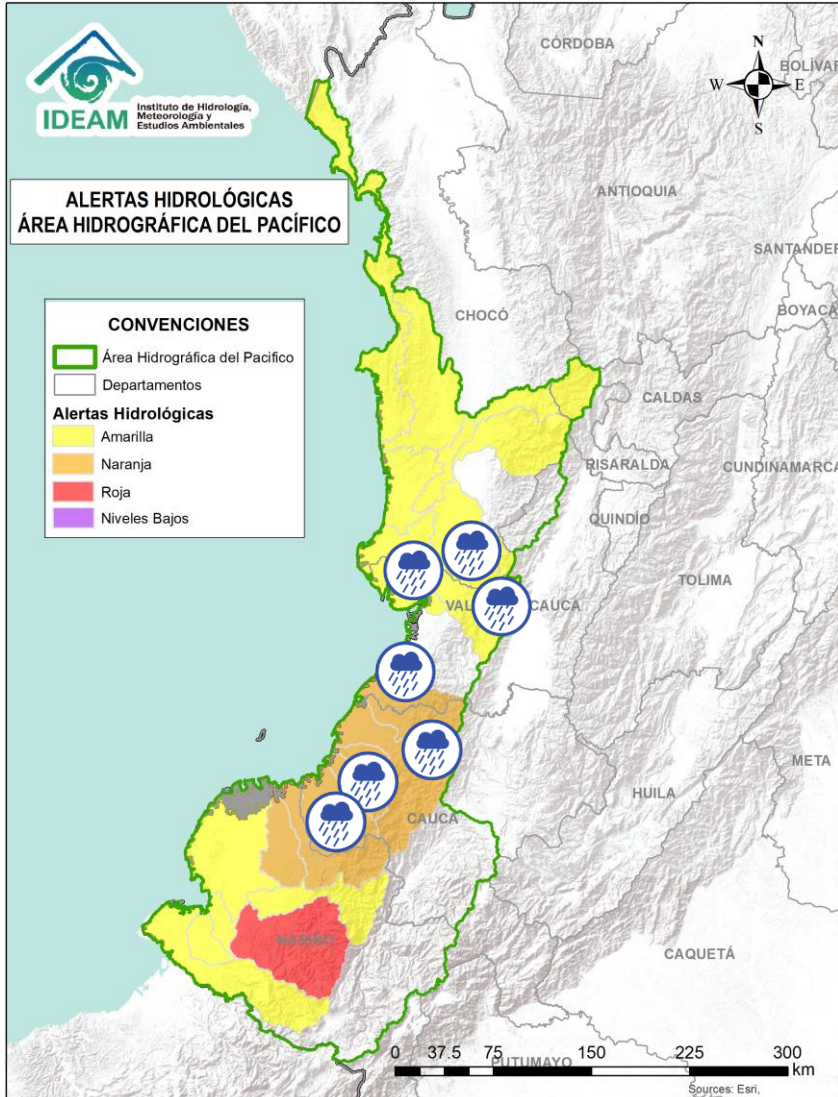 IDEAM
Instituto de Hidrología,
Meteorología y
Estudios Ambientales
ALERTAS HIDROLÓGICAS
ÁREA HIDROGRÁFICA DEL PACÍFICO
CONVENCIONES
Área Hidrográfica del Pacifico
Departamentos
Alertas Hidrológicas
Amarilla
Naranja
Roja
Niveles Bajos
N
W
E
S
CÓRDOBA
BOLÍVAR
ANTIOQUIA
SANTANDER
BOYACÁ
CHOCÓ
CALDAS
RISARALDA
CUNDINAMARCA
QUINDÍO
TOLIMA
CAUCA
META
HUILA
CAUCA
NARIÑO
CAQUETÁ
PUTUMAYO
0 37.5 75 150 225 300
km
Sources: Esri,